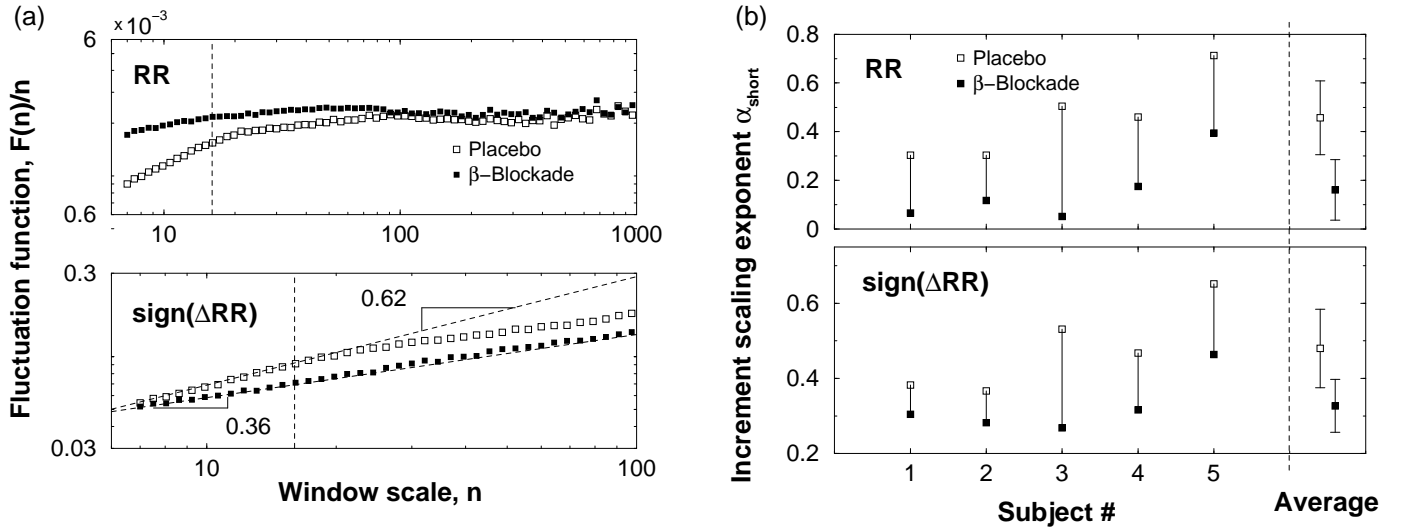 (a)
×10⁻³
6
RR
Placebo
β−Blockade
0.6
10
100
1000
Fluctuation function, F(n)/n
0.3
sign(ΔRR)
0.62
0.36
0.03
10
100
Window scale, n
(b)
0.8
RR
Placebo
β−Blockade
0.6
0.4
0.2
0
Increment scaling exponent α_short
sign(ΔRR)
0.6
0.4
0.2
1 2 3 4 5
Subject #
Average